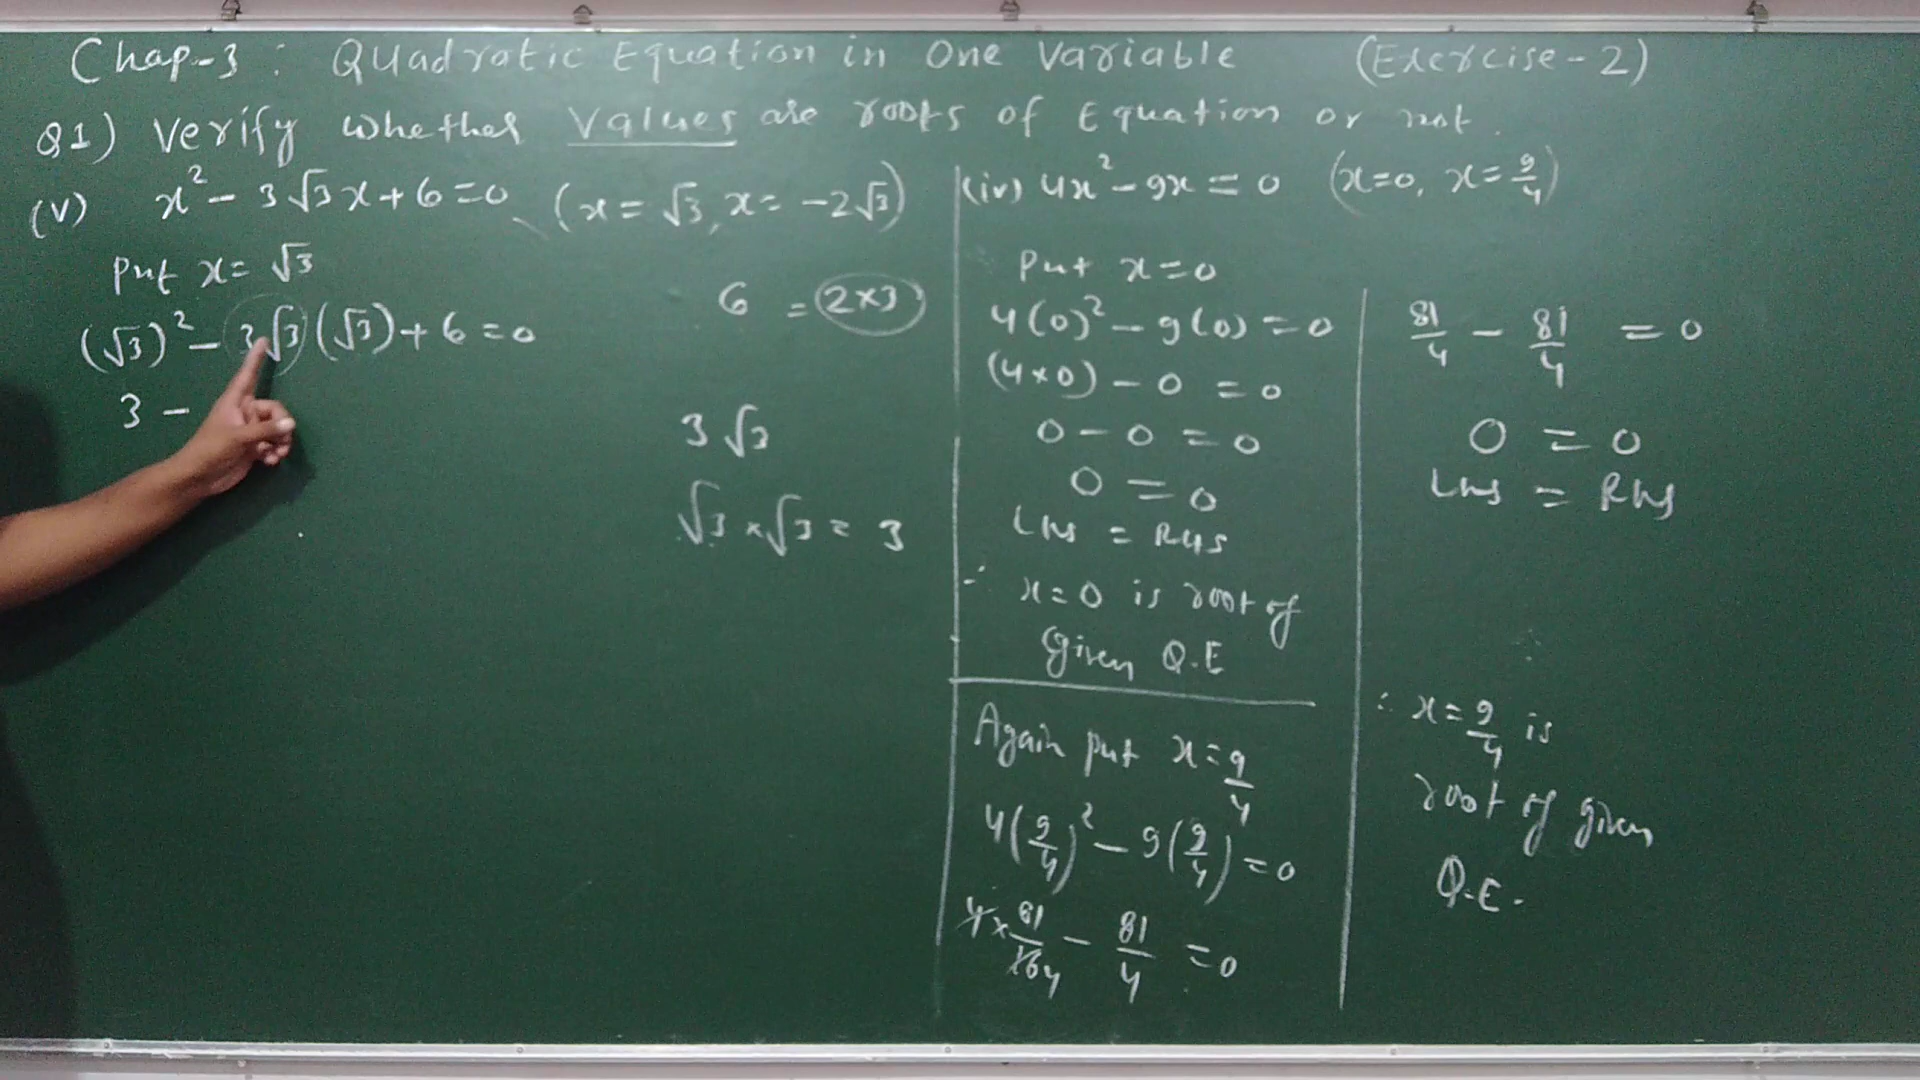 Chap-3 : Quadratic Equation in One Variable (Exercise-2)
Q1) Verify whether Values are roots of Equation or not.
(V) x² - 3√3x + 6 = 0 (x = √3, x = -2√3)
Put x = √3
(√3)² - 3√3(√3) + 6 = 0
3 -
6 = 2×3
3√3
√3 × √3 = 3
(iv) 4x² - 9x = 0 (x=0, x=9/4)
Put x=0
4(0)² - 9(0) = 0
(4×0) - 0 = 0
0 - 0 = 0
0 = 0
LHS = RHS
∴ x=0 is root of
Given Q.E
Again put x = 9/4
4(9/4)² - 9(9/4) = 0
4 × 81/16 4 - 81/4 = 0
81/4 - 81/4 = 0
0 = 0
LHS = RHS
∴ x = 9/4 is
root of given
Q.E.